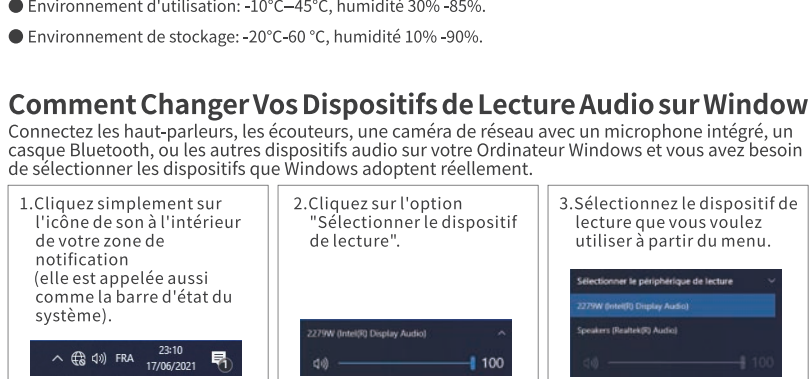 ● Environnement d'utilisation: -10°C—45°C, humidité 30% -85%.
● Environnement de stockage: -20°C-60 °C, humidité 10% -90%.
Comment Changer Vos Dispositifs de Lecture Audio sur Window
Connectez les haut-parleurs, les écouteurs, une caméra de réseau avec un microphone intégré, un
casque Bluetooth, ou les autres dispositifs audio sur votre Ordinateur Windows et vous avez besoin
de sélectionner les dispositifs que Windows adoptent réellement.
1.Cliquez simplement sur
l'icône de son à l'intérieur
de votre zone de
notification
(elle est appelée aussi
comme la barre d'état du
système).
FRA
23:10
17/06/2021
1
2.Cliquez sur l'option
"Sélectionner le dispositif
de lecture".
2279W (Intel(R) Display Audio)
100
3.Sélectionnez le dispositif de
lecture que vous voulez
utiliser à partir du menu.
Sélectionner le périphérique de lecture
2279W (Intel(R) Display Audio)
Speakers (Realtek(R) Audio)
100